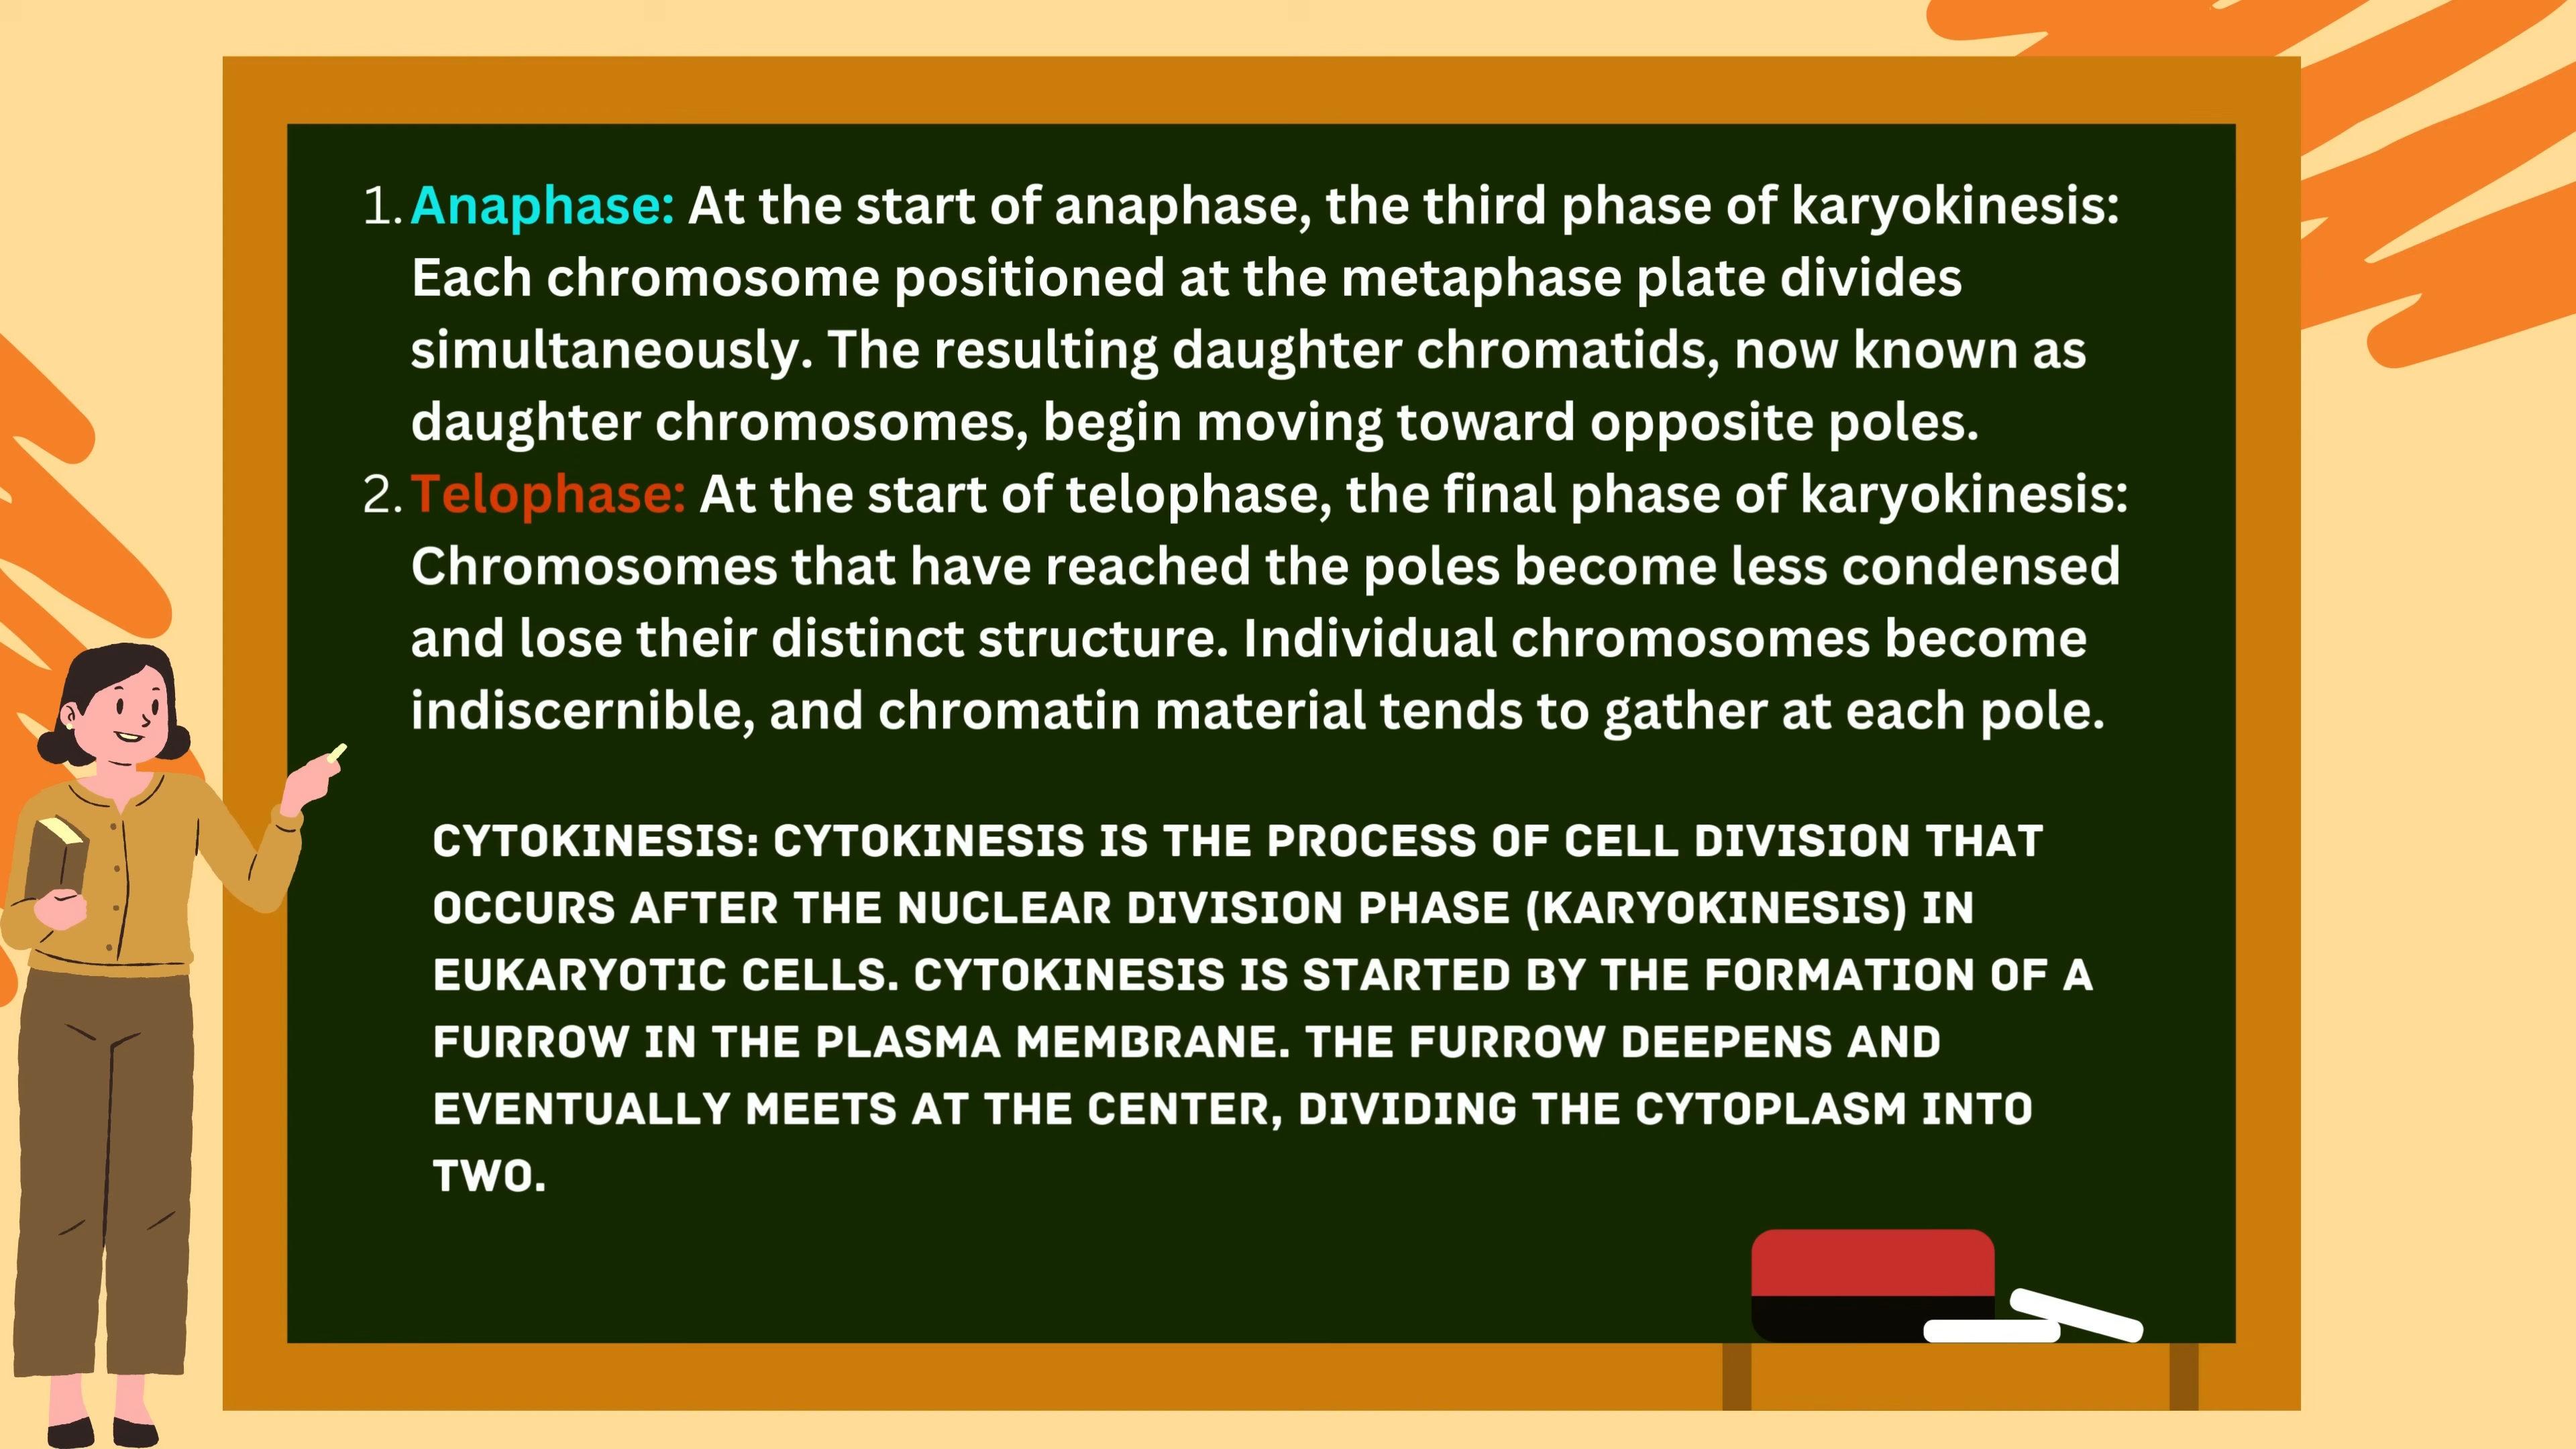 1. Anaphase: At the start of anaphase, the third phase of karyokinesis:
Each chromosome positioned at the metaphase plate divides
simultaneously. The resulting daughter chromatids, now known as
daughter chromosomes, begin moving toward opposite poles.
2. Telophase: At the start of telophase, the final phase of karyokinesis:
Chromosomes that have reached the poles become less condensed
and lose their distinct structure. Individual chromosomes become
indiscernible, and chromatin material tends to gather at each pole.
CYTOKINESIS: CYTOKINESIS IS THE PROCESS OF CELL DIVISION THAT
OCCURS AFTER THE NUCLEAR DIVISION PHASE (KARYOKINESIS) IN
EUKARYOTIC CELLS. CYTOKINESIS IS STARTED BY THE FORMATION OF A
FURROW IN THE PLASMA MEMBRANE. THE FURROW DEEPENS AND
EVENTUALLY MEETS AT THE CENTER, DIVIDING THE CYTOPLASM INTO
TWO.